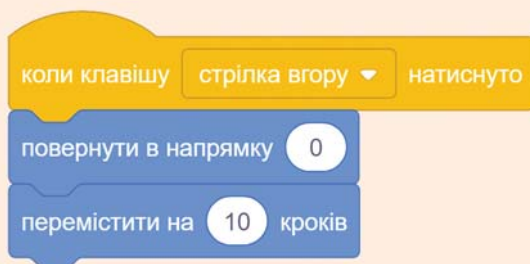 коли клавішу стрілка вгору натиснуто
повернути в напрямку 0
перемістити на 10 кроків